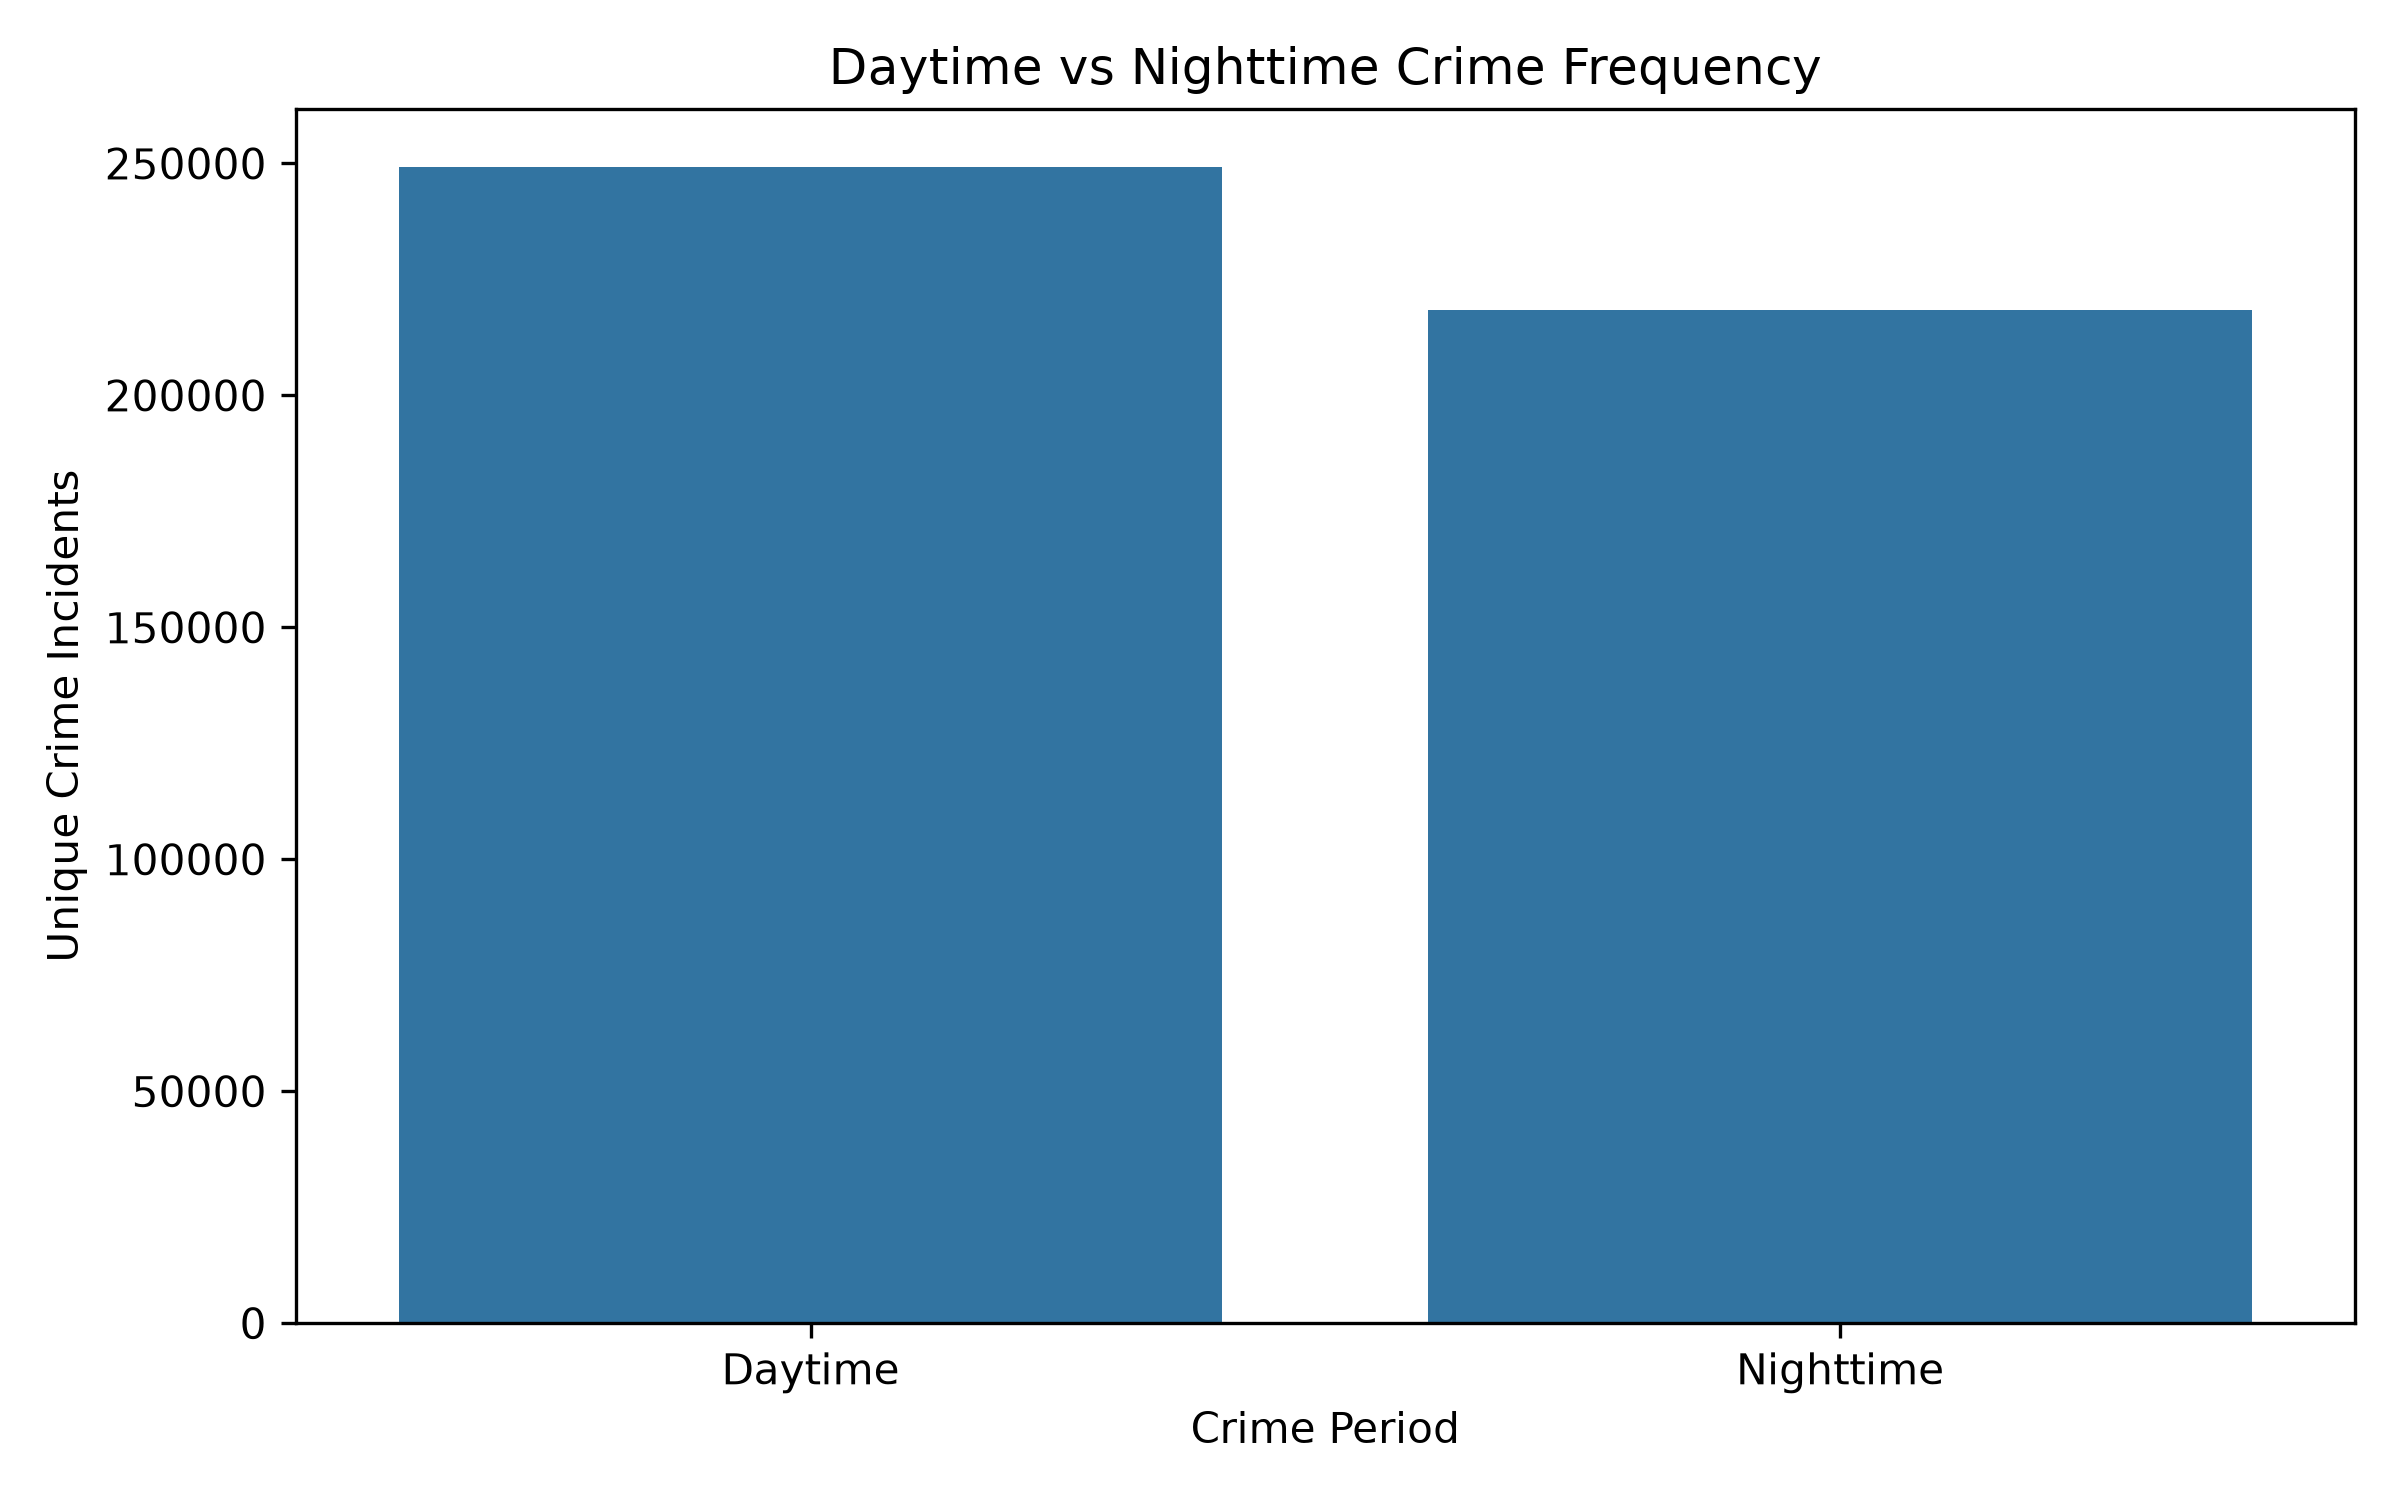 Daytime vs Nighttime Crime Frequency
Unique Crime Incidents
250000
200000
150000
100000
50000
0
Daytime
Nighttime
Crime Period